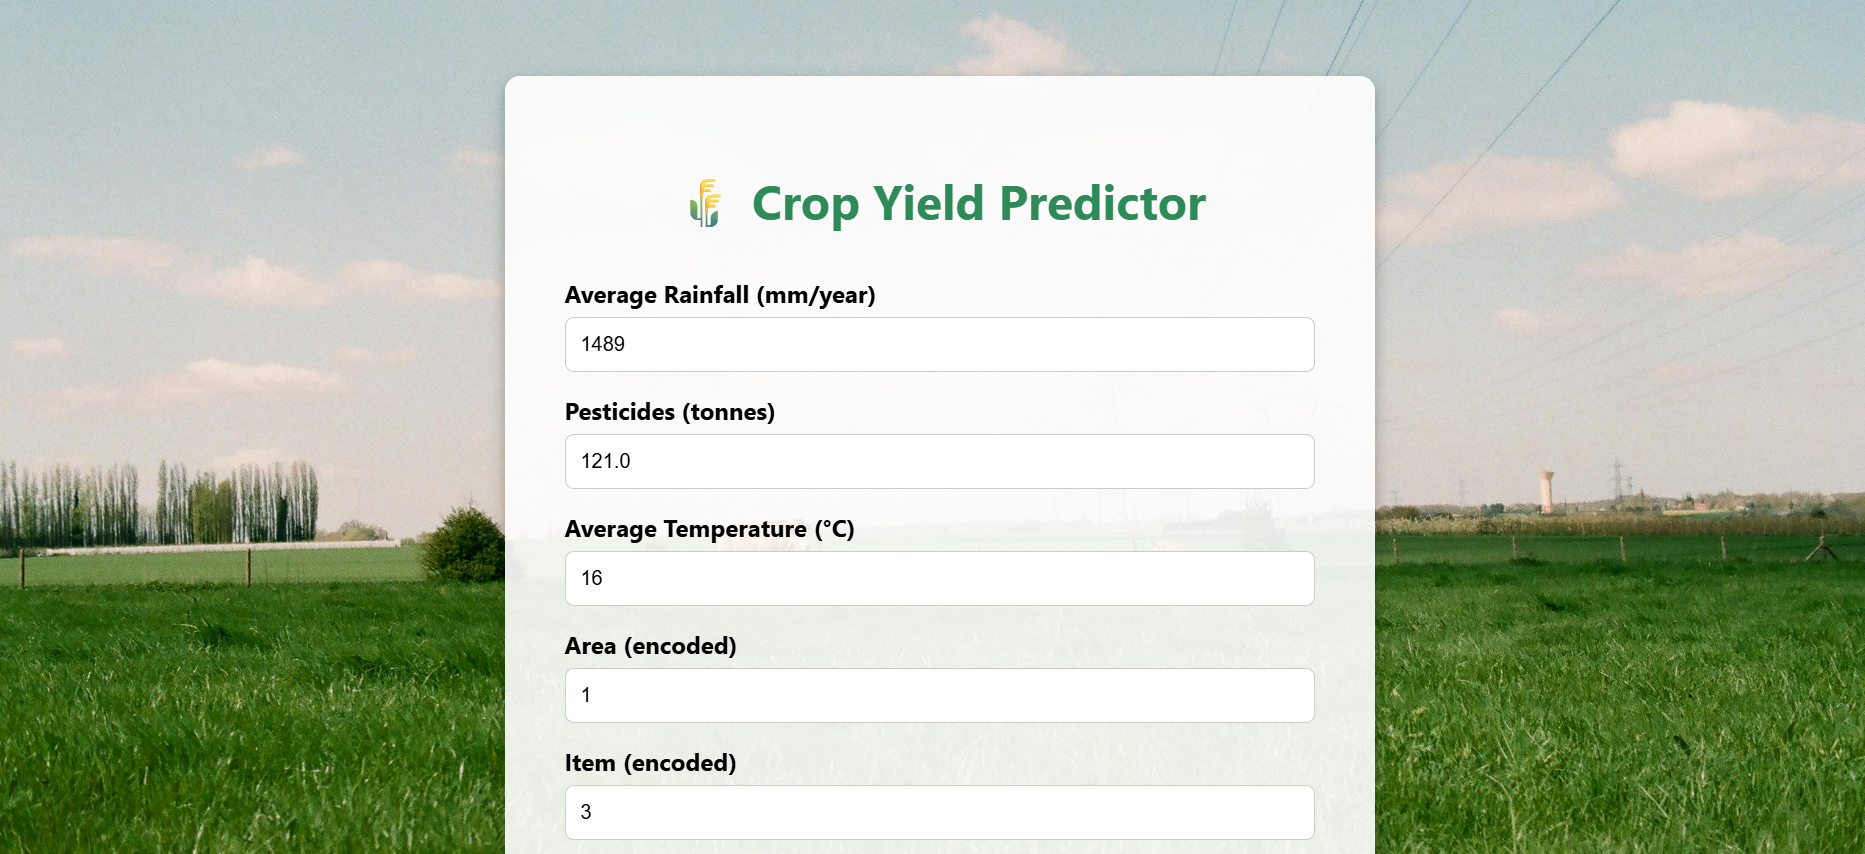 Crop Yield Predictor
Average Rainfall (mm/year)
1489
Pesticides (tonnes)
121.0
Average Temperature (°C)
16
Area (encoded)
1
Item (encoded)
3